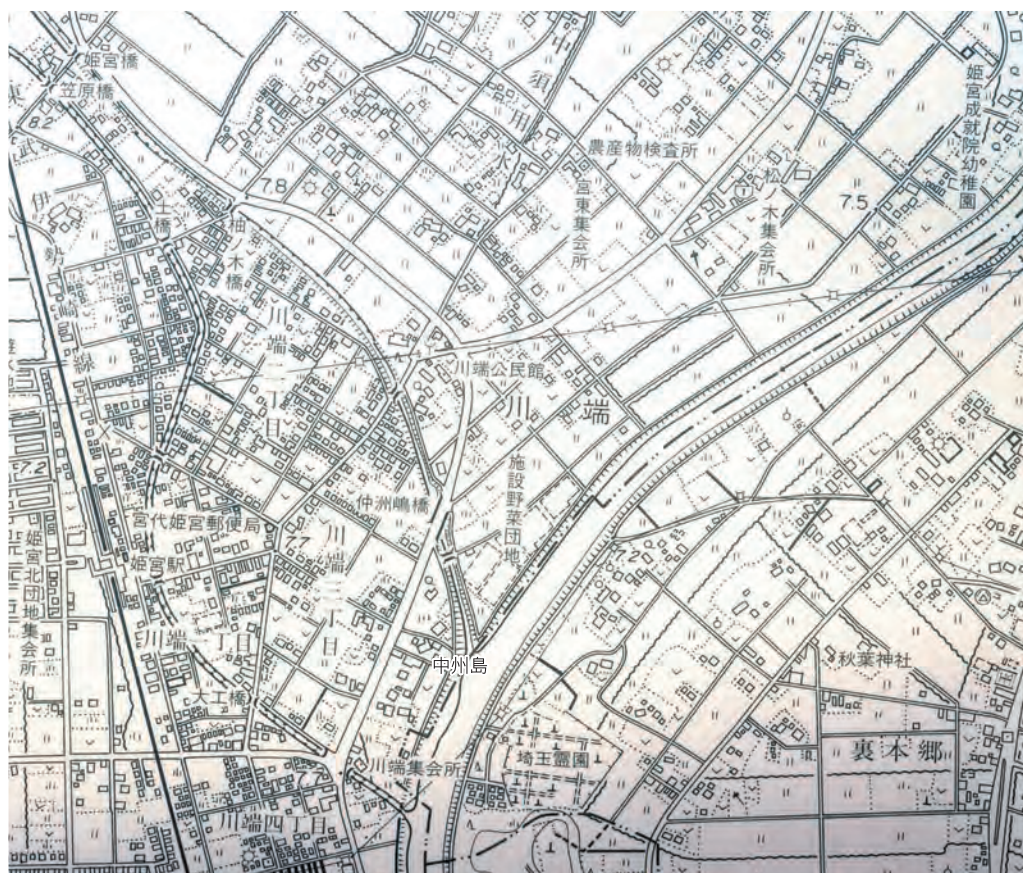 姫宮橋
笠原橋
東武伊勢崎線
8.2
中須用水
農産物検査所
姫宮成就院幼稚園
宮東集会所
松ノ木集会所
7.8
7.5
土橋
柚ノ木橋
川端二丁目
川端公民館
川端
7.2
仲洲嶋橋
施設野菜団地
宮代姫宮郵便局
7.7
川端三丁目
7.2
姫宮駅
姫宮北団地集会所
川端一丁目
中州島
秋葉神社
大工橋
裏本郷
川端集会所
埼玉霊園
川端四丁目